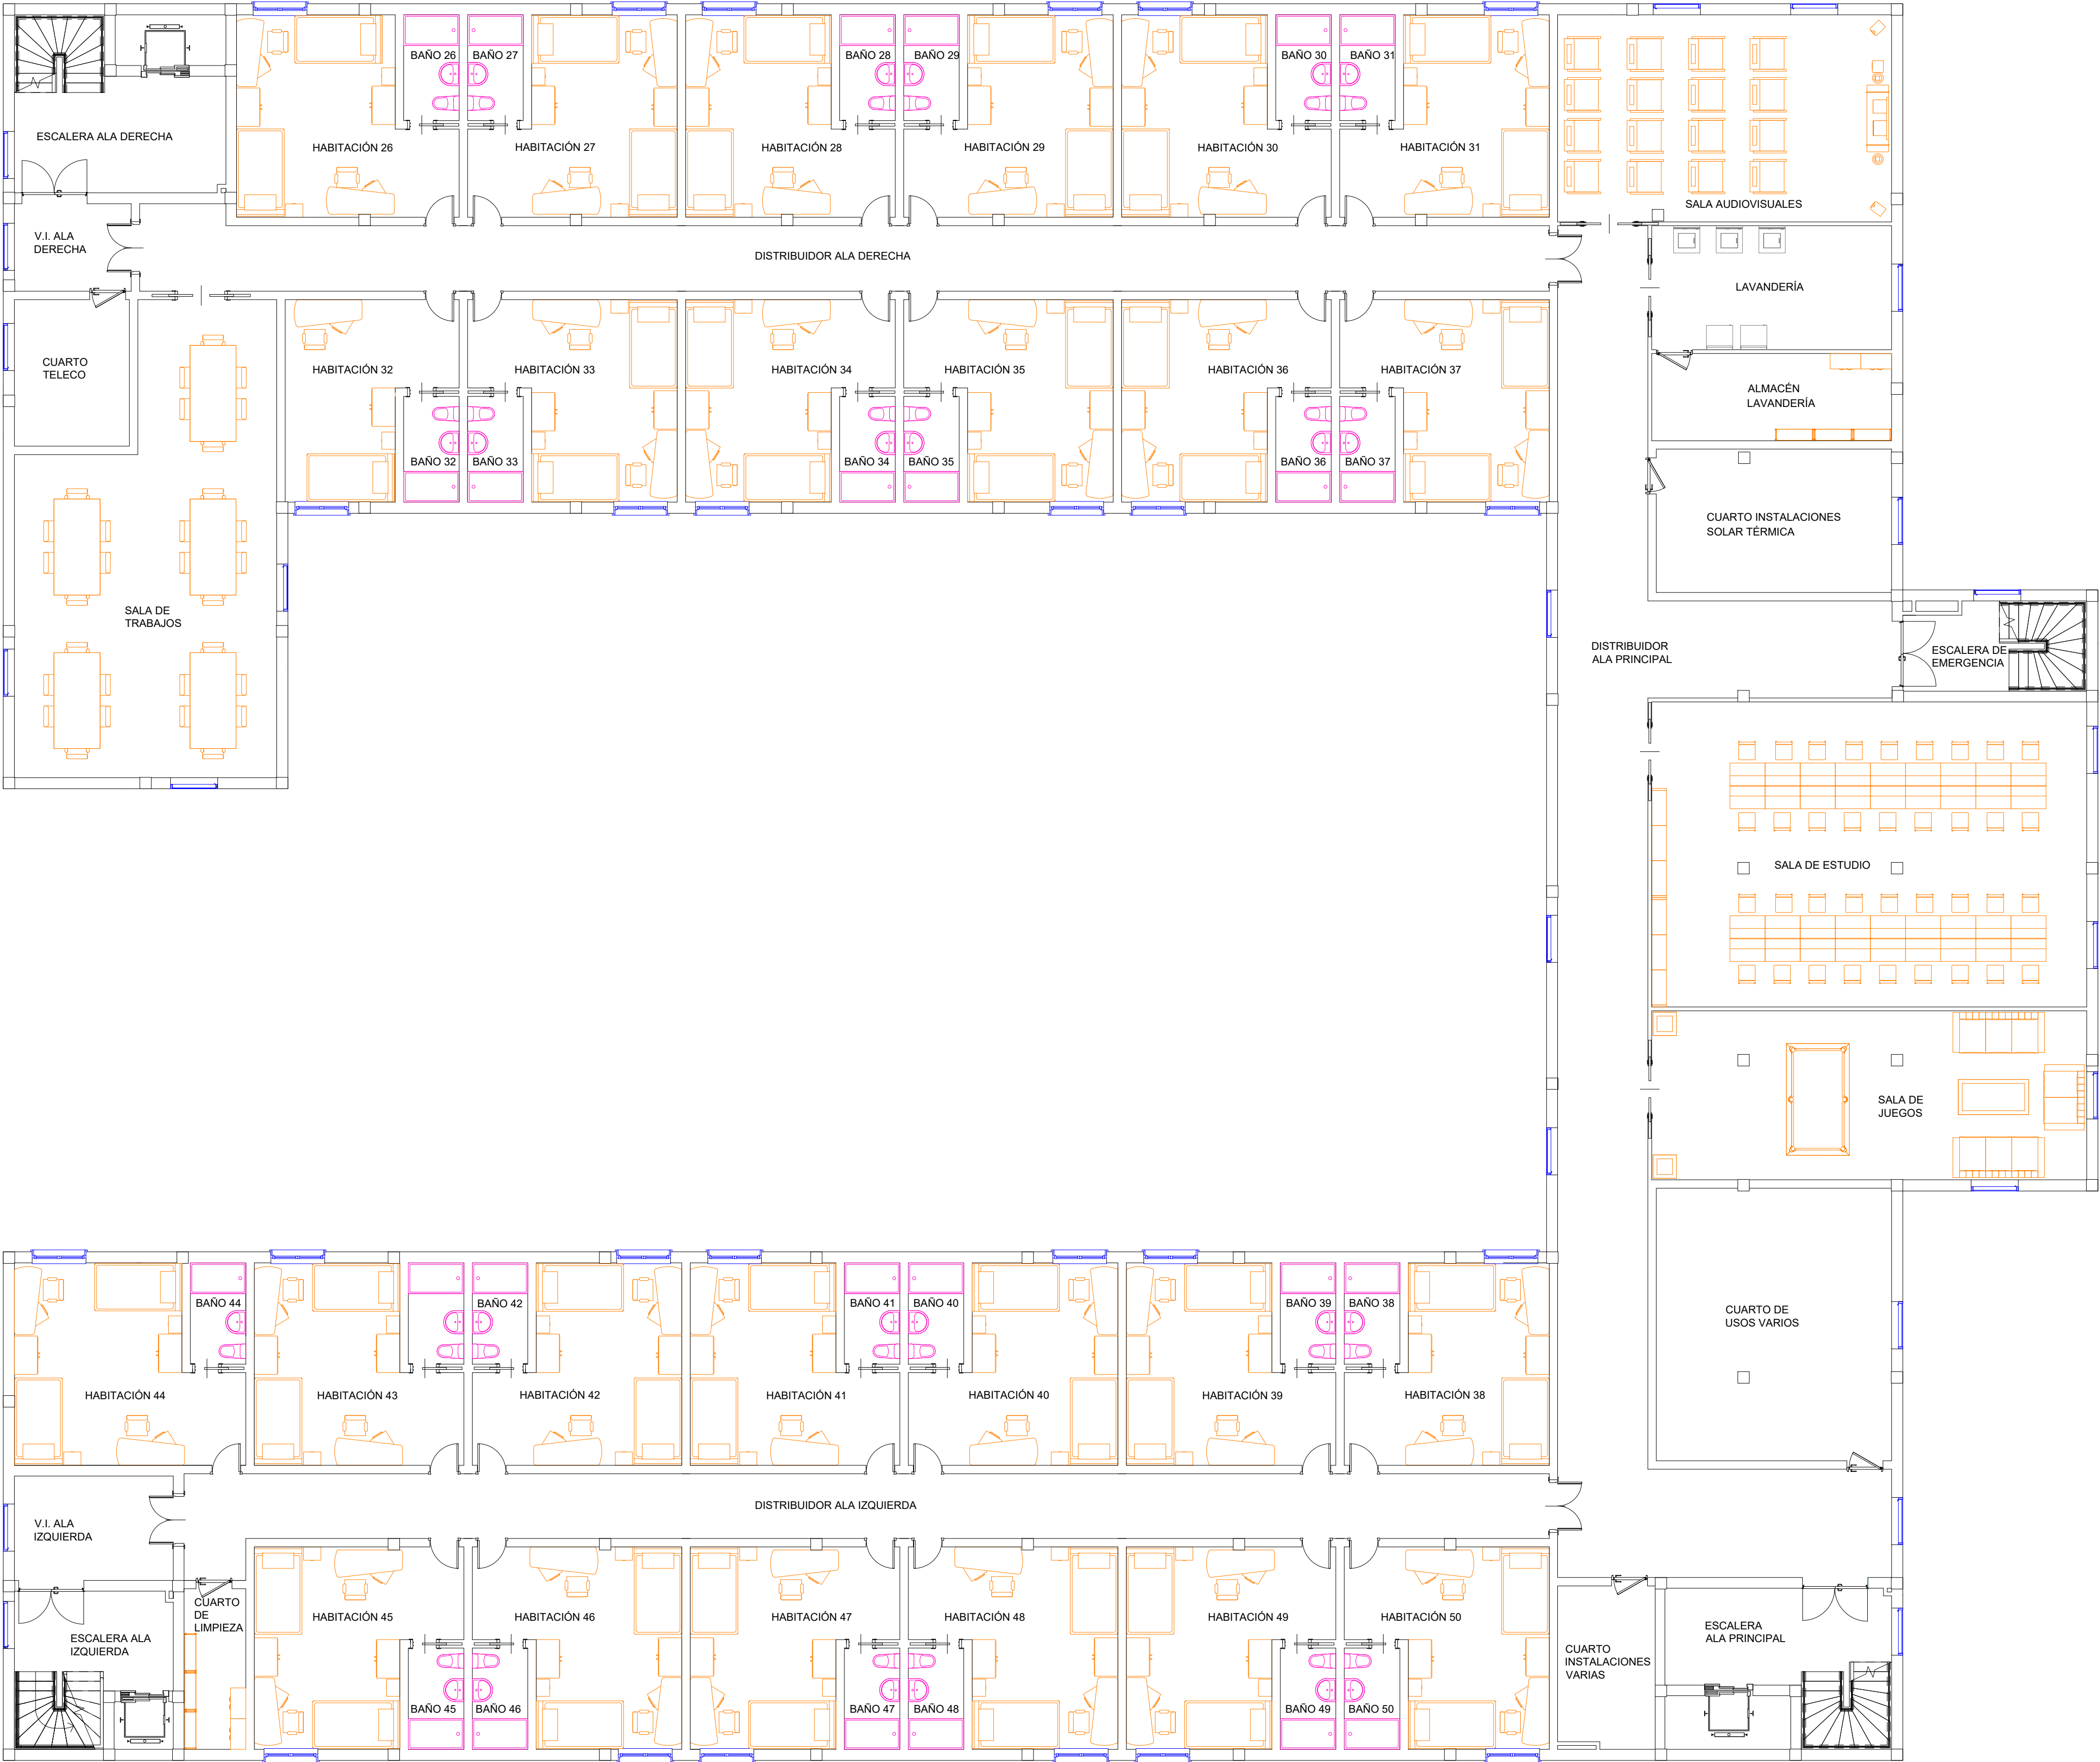 BAÑO 26
BAÑO 27
BAÑO 28
BAÑO 29
BAÑO 30
BAÑO 31
ESCALERA ALA DERECHA
HABITACIÓN 26
HABITACIÓN 27
HABITACIÓN 28
HABITACIÓN 29
HABITACIÓN 30
HABITACIÓN 31
SALA AUDIOVISUALES
V.I. ALA
DERECHA
DISTRIBUIDOR ALA DERECHA
LAVANDERÍA
CUARTO
TELECO
HABITACIÓN 32
HABITACIÓN 33
HABITACIÓN 34
HABITACIÓN 35
HABITACIÓN 36
HABITACIÓN 37
ALMACÉN
LAVANDERÍA
BAÑO 32
BAÑO 33
BAÑO 34
BAÑO 35
BAÑO 36
BAÑO 37
CUARTO INSTALACIONES
SOLAR TÉRMICA
SALA DE
TRABAJOS
DISTRIBUIDOR
ALA PRINCIPAL
ESCALERA DE
EMERGENCIA
SALA DE ESTUDIO
SALA DE
JUEGOS
BAÑO 44
BAÑO 42
BAÑO 41
BAÑO 40
BAÑO 39
BAÑO 38
CUARTO DE
USOS VARIOS
HABITACIÓN 44
HABITACIÓN 43
HABITACIÓN 42
HABITACIÓN 41
HABITACIÓN 40
HABITACIÓN 39
HABITACIÓN 38
DISTRIBUIDOR ALA IZQUIERDA
V.I. ALA
IZQUIERDA
CUARTO
DE
LIMPIEZA
HABITACIÓN 45
HABITACIÓN 46
HABITACIÓN 47
HABITACIÓN 48
HABITACIÓN 49
HABITACIÓN 50
ESCALERA ALA
IZQUIERDA
CUARTO
INSTALACIONES
VARIAS
ESCALERA
ALA PRINCIPAL
BAÑO 45
BAÑO 46
BAÑO 47
BAÑO 48
BAÑO 49
BAÑO 50